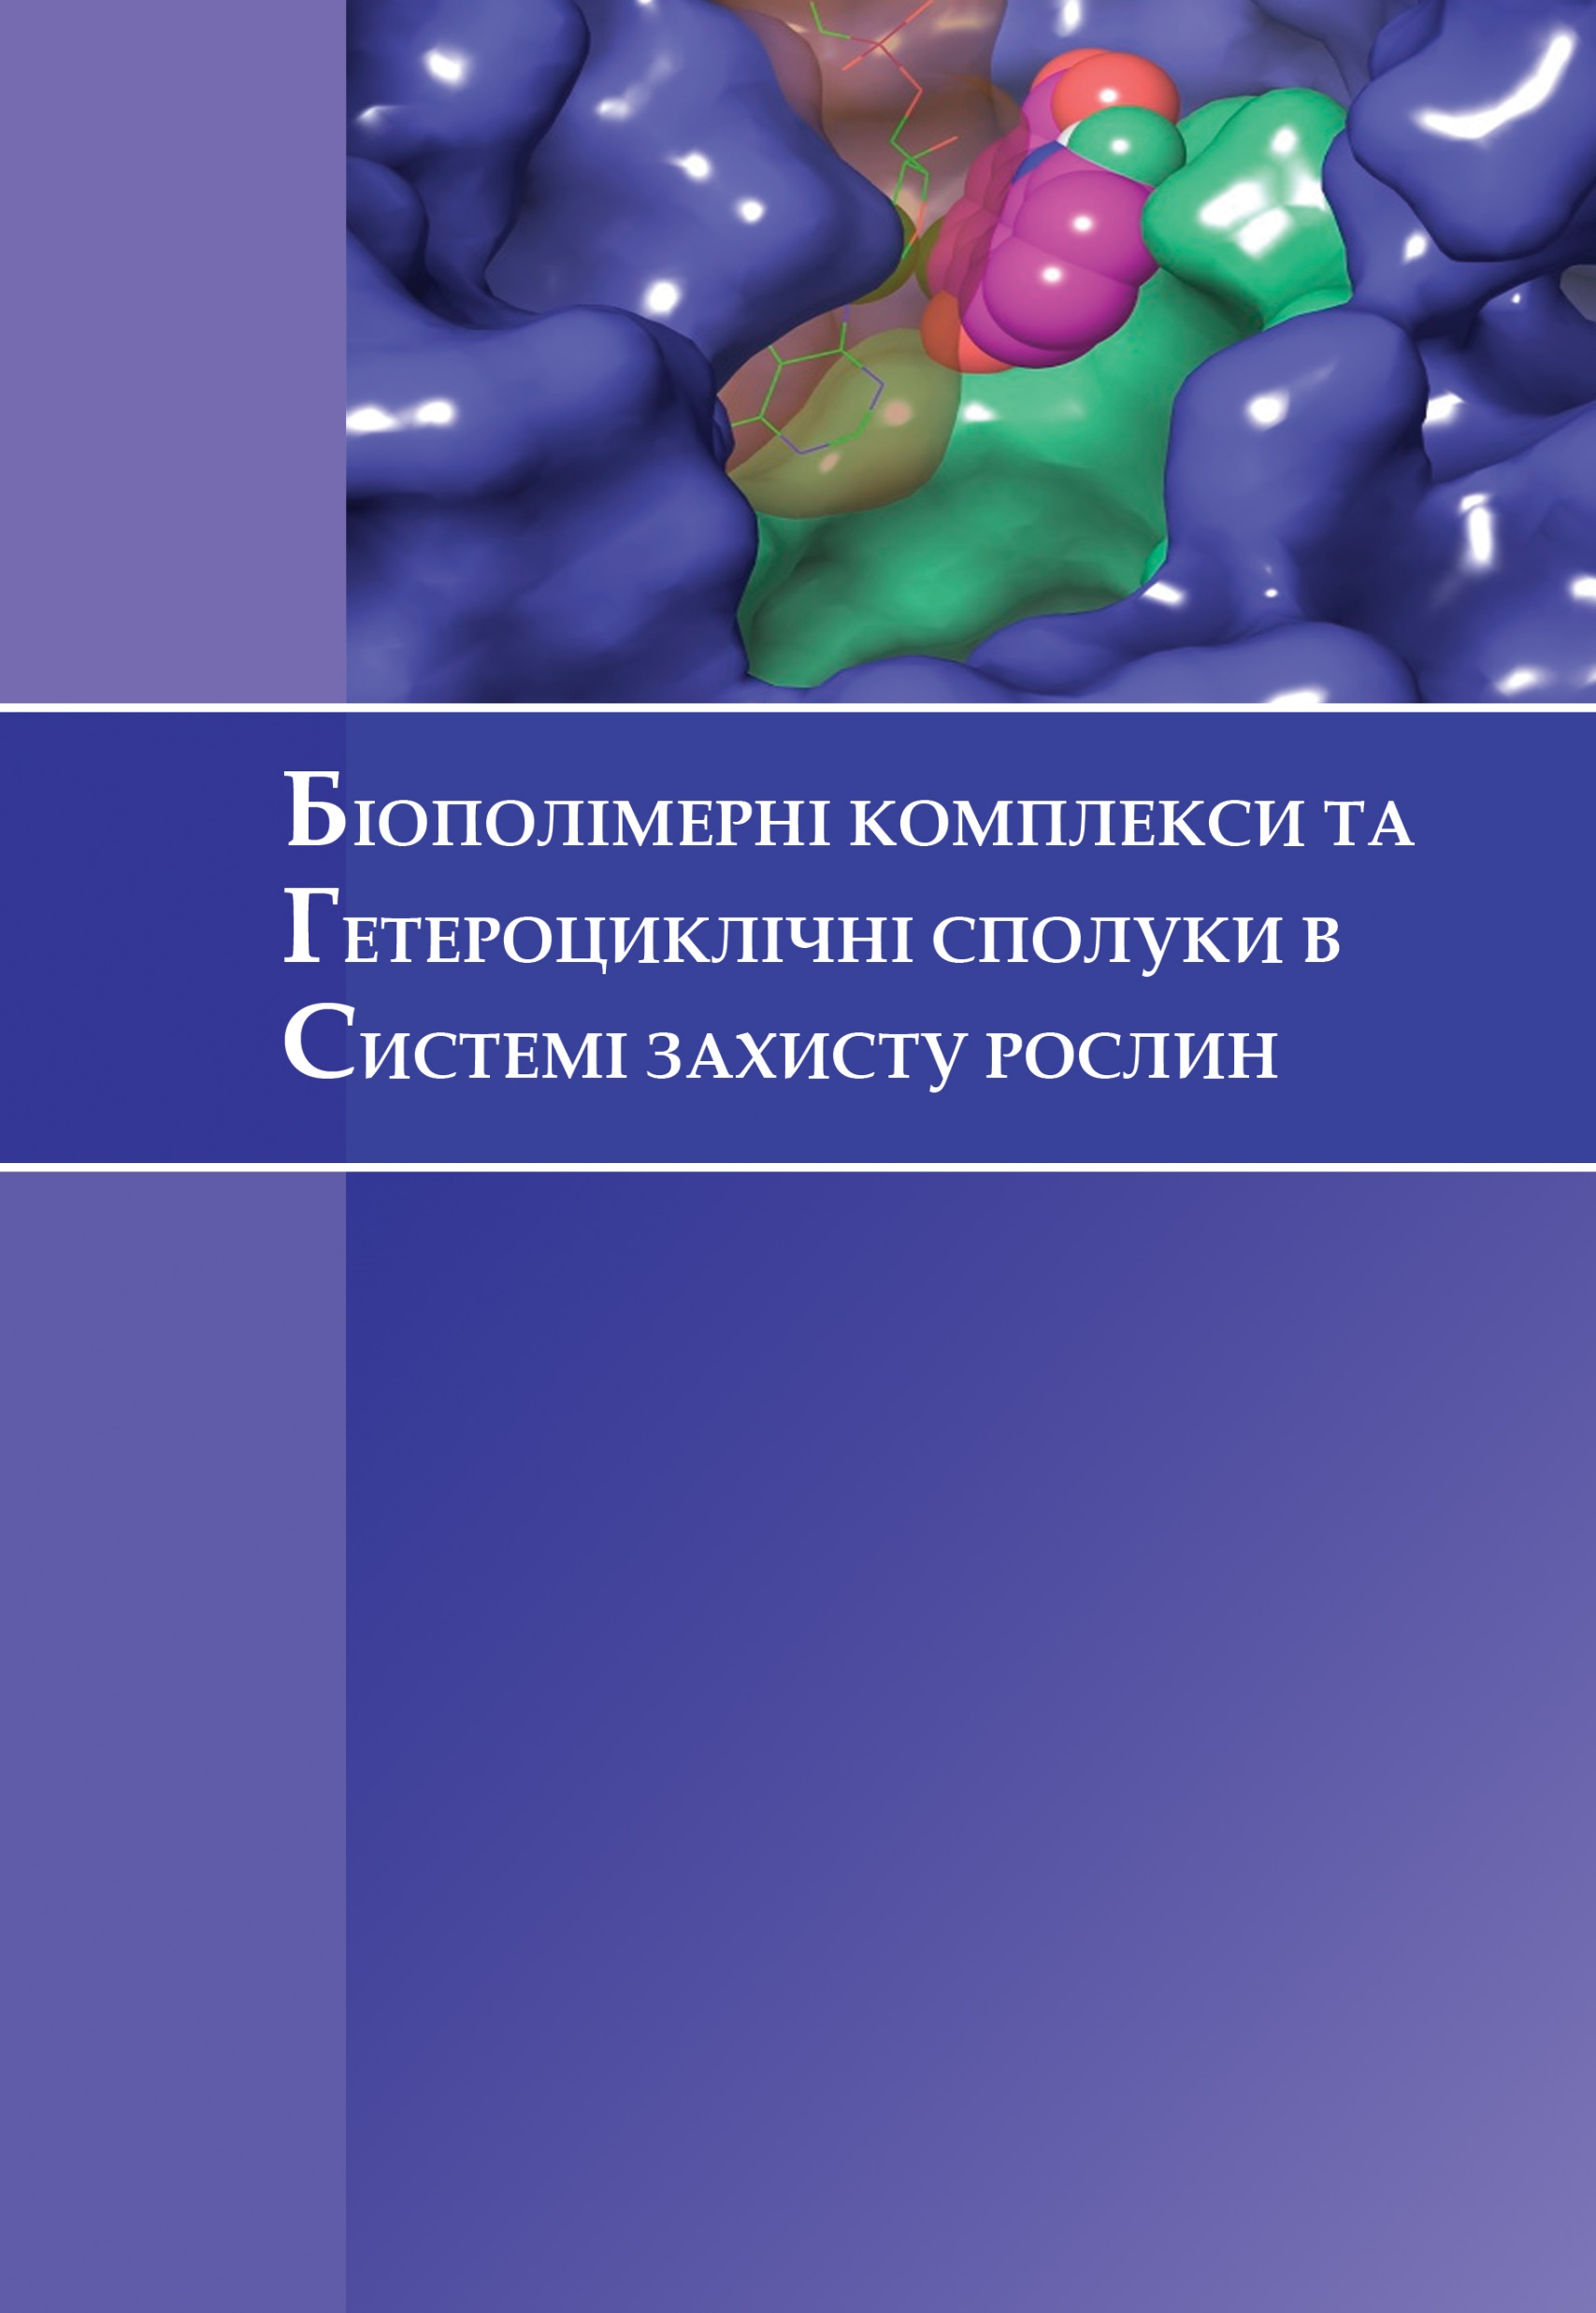 Біополімерні комплекси та
Гетероциклічні сполуки в
Системі захисту рослин